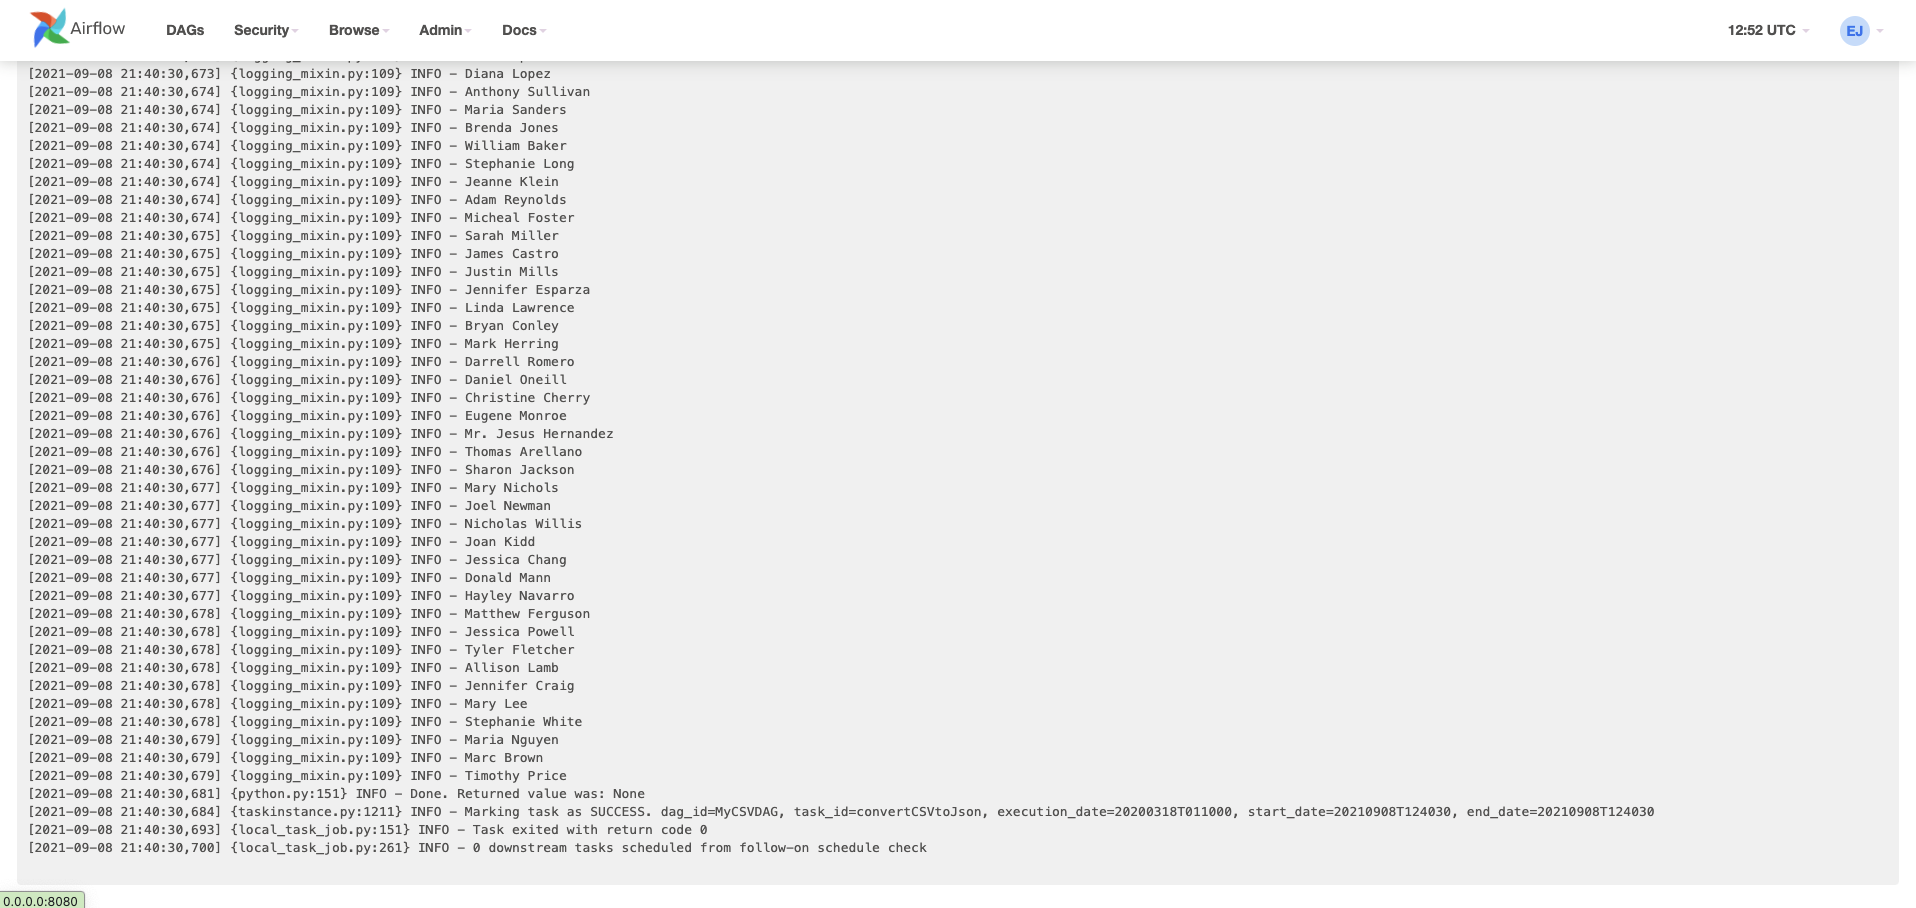 Airflow DAGs Security Browse Admin Docs 12:52 UTC EJ
[2021-09-08 21:40:30,673] {logging_mixin.py:109} INFO - Diana Lopez
[2021-09-08 21:40:30,674] {logging_mixin.py:109} INFO - Anthony Sullivan
[2021-09-08 21:40:30,674] {logging_mixin.py:109} INFO - Maria Sanders
[2021-09-08 21:40:30,674] {logging_mixin.py:109} INFO - Brenda Jones
[2021-09-08 21:40:30,674] {logging_mixin.py:109} INFO - William Baker
[2021-09-08 21:40:30,674] {logging_mixin.py:109} INFO - Stephanie Long
[2021-09-08 21:40:30,674] {logging_mixin.py:109} INFO - Jeanne Klein
[2021-09-08 21:40:30,674] {logging_mixin.py:109} INFO - Adam Reynolds
[2021-09-08 21:40:30,674] {logging_mixin.py:109} INFO - Micheal Foster
[2021-09-08 21:40:30,675] {logging_mixin.py:109} INFO - Sarah Miller
[2021-09-08 21:40:30,675] {logging_mixin.py:109} INFO - James Castro
[2021-09-08 21:40:30,675] {logging_mixin.py:109} INFO - Justin Mills
[2021-09-08 21:40:30,675] {logging_mixin.py:109} INFO - Jennifer Esparza
[2021-09-08 21:40:30,675] {logging_mixin.py:109} INFO - Linda Lawrence
[2021-09-08 21:40:30,675] {logging_mixin.py:109} INFO - Bryan Conley
[2021-09-08 21:40:30,675] {logging_mixin.py:109} INFO - Mark Herring
[2021-09-08 21:40:30,676] {logging_mixin.py:109} INFO - Darrell Romero
[2021-09-08 21:40:30,676] {logging_mixin.py:109} INFO - Daniel Oneill
[2021-09-08 21:40:30,676] {logging_mixin.py:109} INFO - Christine Cherry
[2021-09-08 21:40:30,676] {logging_mixin.py:109} INFO - Eugene Monroe
[2021-09-08 21:40:30,676] {logging_mixin.py:109} INFO - Mr. Jesus Hernandez
[2021-09-08 21:40:30,676] {logging_mixin.py:109} INFO - Thomas Arellano
[2021-09-08 21:40:30,676] {logging_mixin.py:109} INFO - Sharon Jackson
[2021-09-08 21:40:30,677] {logging_mixin.py:109} INFO - Mary Nichols
[2021-09-08 21:40:30,677] {logging_mixin.py:109} INFO - Joel Newman
[2021-09-08 21:40:30,677] {logging_mixin.py:109} INFO - Nicholas Willis
[2021-09-08 21:40:30,677] {logging_mixin.py:109} INFO - Joan Kidd
[2021-09-08 21:40:30,677] {logging_mixin.py:109} INFO - Jessica Chang
[2021-09-08 21:40:30,677] {logging_mixin.py:109} INFO - Donald Mann
[2021-09-08 21:40:30,677] {logging_mixin.py:109} INFO - Hayley Navarro
[2021-09-08 21:40:30,678] {logging_mixin.py:109} INFO - Matthew Ferguson
[2021-09-08 21:40:30,678] {logging_mixin.py:109} INFO - Jessica Powell
[2021-09-08 21:40:30,678] {logging_mixin.py:109} INFO - Tyler Fletcher
[2021-09-08 21:40:30,678] {logging_mixin.py:109} INFO - Allison Lamb
[2021-09-08 21:40:30,678] {logging_mixin.py:109} INFO - Jennifer Craig
[2021-09-08 21:40:30,678] {logging_mixin.py:109} INFO - Mary Lee
[2021-09-08 21:40:30,678] {logging_mixin.py:109} INFO - Stephanie White
[2021-09-08 21:40:30,679] {logging_mixin.py:109} INFO - Maria Nguyen
[2021-09-08 21:40:30,679] {logging_mixin.py:109} INFO - Marc Brown
[2021-09-08 21:40:30,679] {logging_mixin.py:109} INFO - Timothy Price
[2021-09-08 21:40:30,681] {python.py:151} INFO - Done. Returned value was: None
[2021-09-08 21:40:30,684] {taskinstance.py:1211} INFO - Marking task as SUCCESS. dag_id=MyCSVDAG, task_id=convertCSVtoJson, execution_date=20200318T011000, start_date=20210908T124030, end_date=20210908T124030
[2021-09-08 21:40:30,693] {local_task_job.py:151} INFO - Task exited with return code 0
[2021-09-08 21:40:30,700] {local_task_job.py:261} INFO - 0 downstream tasks scheduled from follow-on schedule check
0.0.0.0:8080